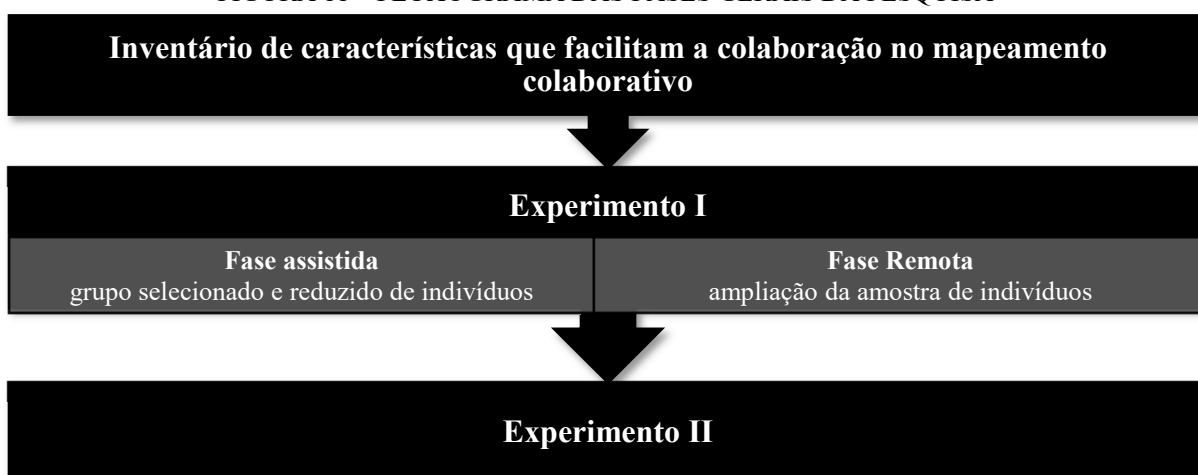 Inventário de características que facilitam a colaboração no mapeamento
colaborativo
Experimento I
Fase assistida
grupo selecionado e reduzido de indivíduos
Fase Remota
ampliação da amostra de indivíduos
Experimento II